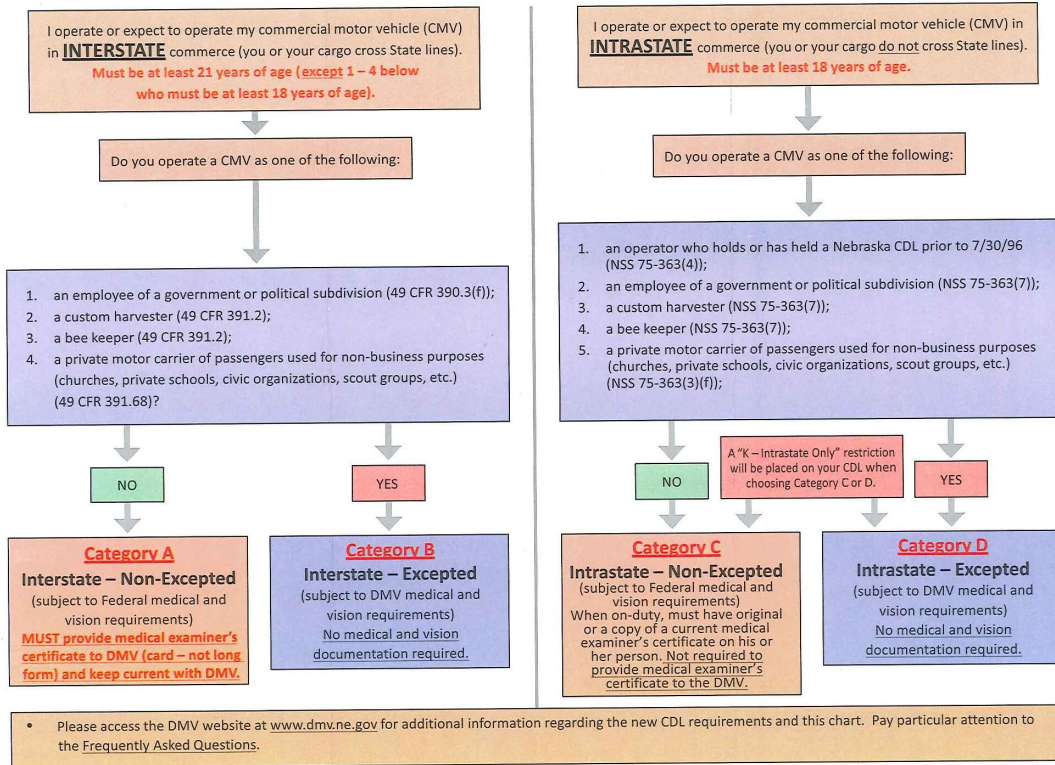 I operate or expect to operate my commercial motor vehicle (CMV)
in INTERSTATE commerce (you or your cargo cross State lines).
Must be at least 21 years of age (except 1 – 4 below
who must be at least 18 years of age).
Do you operate a CMV as one of the following:
1. an employee of a government or political subdivision (49 CFR 390.3(f));
2. a custom harvester (49 CFR 391.2);
3. a bee keeper (49 CFR 391.2);
4. a private motor carrier of passengers used for non-business purposes
(churches, private schools, civic organizations, scout groups, etc.)
(49 CFR 391.68)?
NO
YES
Category A
Interstate – Non-Excepted
(subject to Federal medical and
vision requirements)
MUST provide medical examiner's
certificate to DMV (card – not long
form) and keep current with DMV.
Category B
Interstate – Excepted
(subject to DMV medical and
vision requirements)
No medical and vision
documentation required.
I operate or expect to operate my commercial motor vehicle (CMV) in
INTRASTATE commerce (you or your cargo do not cross State lines).
Must be at least 18 years of age.
Do you operate a CMV as one of the following:
1. an operator who holds or has held a Nebraska CDL prior to 7/30/96
(NSS 75-363(4));
2. an employee of a government or political subdivision (NSS 75-363(7));
3. a custom harvester (NSS 75-363(7));
4. a bee keeper (NSS 75-363(7));
5. a private motor carrier of passengers used for non-business purposes
(churches, private schools, civic organizations, scout groups, etc.)
(NSS 75-363(3)(f));
NO
A "K – Intrastate Only" restriction
will be placed on your CDL when
choosing Category C or D.
YES
Category C
Intrastate – Non-Excepted
(subject to Federal medical and
vision requirements)
When on-duty, must have original
or a copy of a current medical
examiner's certificate on his or
her person. Not required to
provide medical examiner's
certificate to the DMV.
Category D
Intrastate – Excepted
(subject to DMV medical and
vision requirements)
No medical and vision
documentation required.
• Please access the DMV website at www.dmv.ne.gov for additional information regarding the new CDL requirements and this chart. Pay particular attention to
the Frequently Asked Questions.